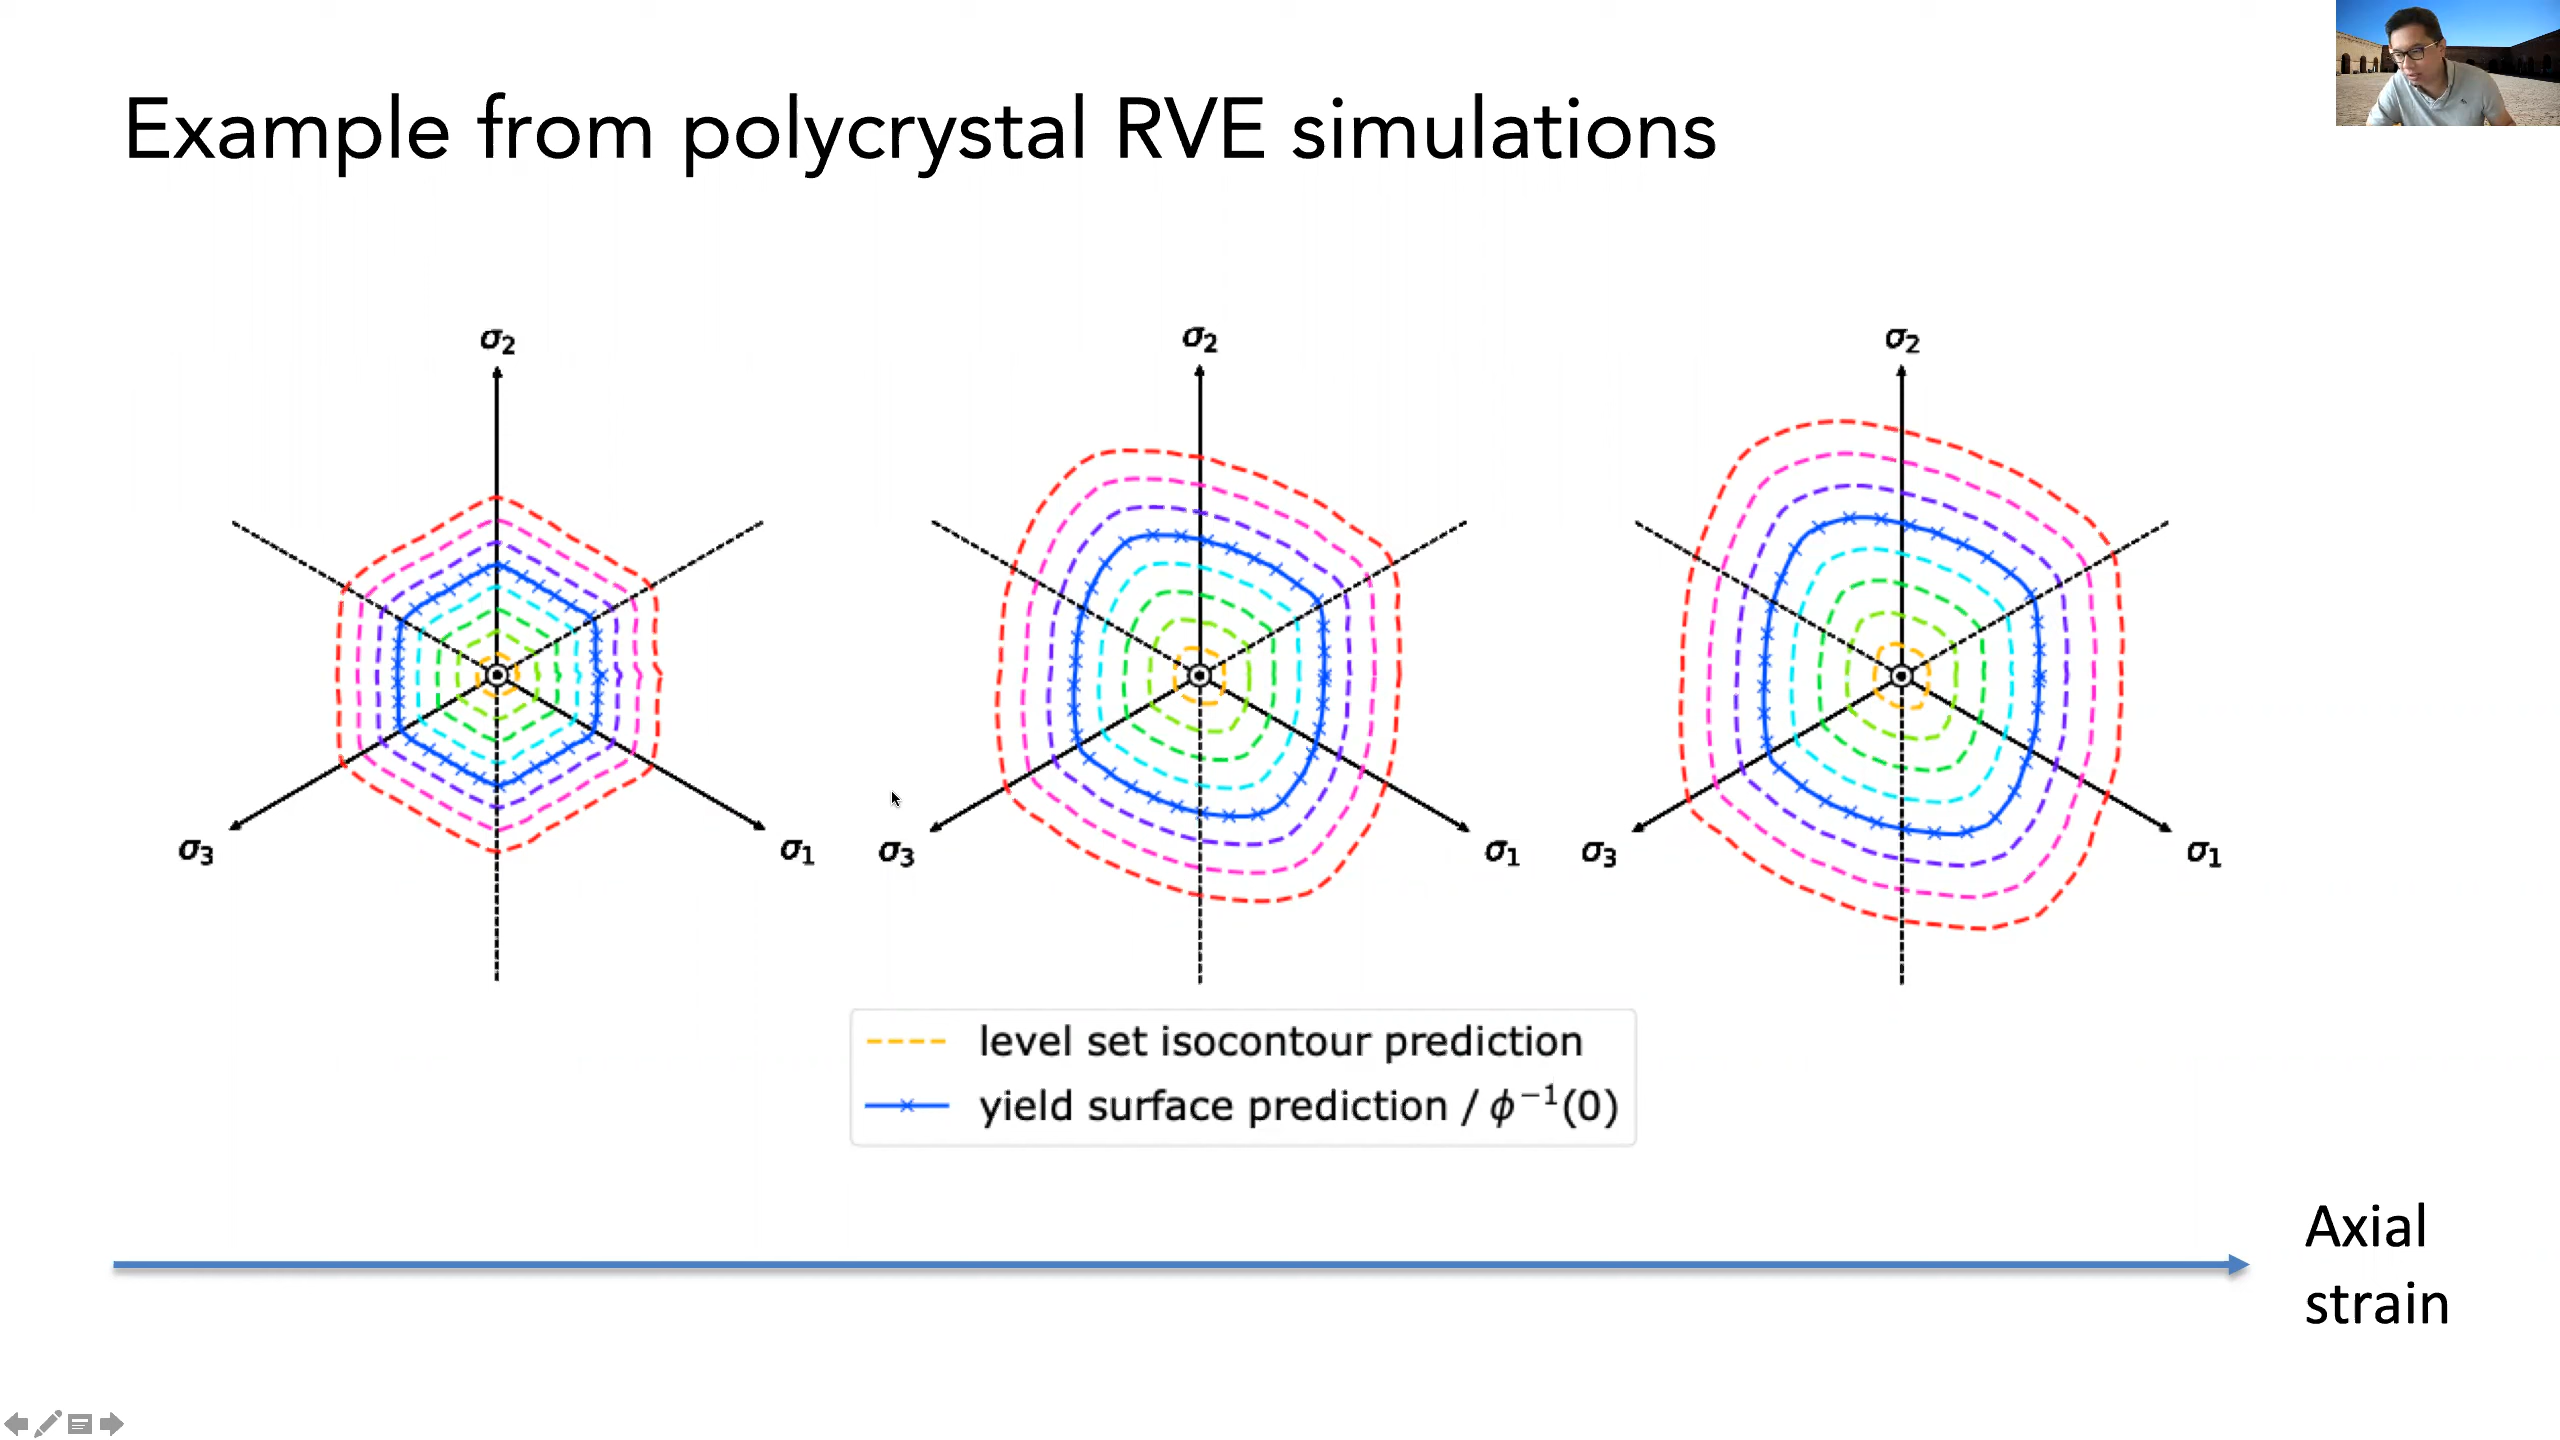 Example from polycrystal RVE simulations
σ₂
σ₂
σ₂
σ₃
σ₁
σ₃
σ₁
σ₃
σ₁
level set isocontour prediction
yield surface prediction / ϕ⁻¹(0)
Axial
strain